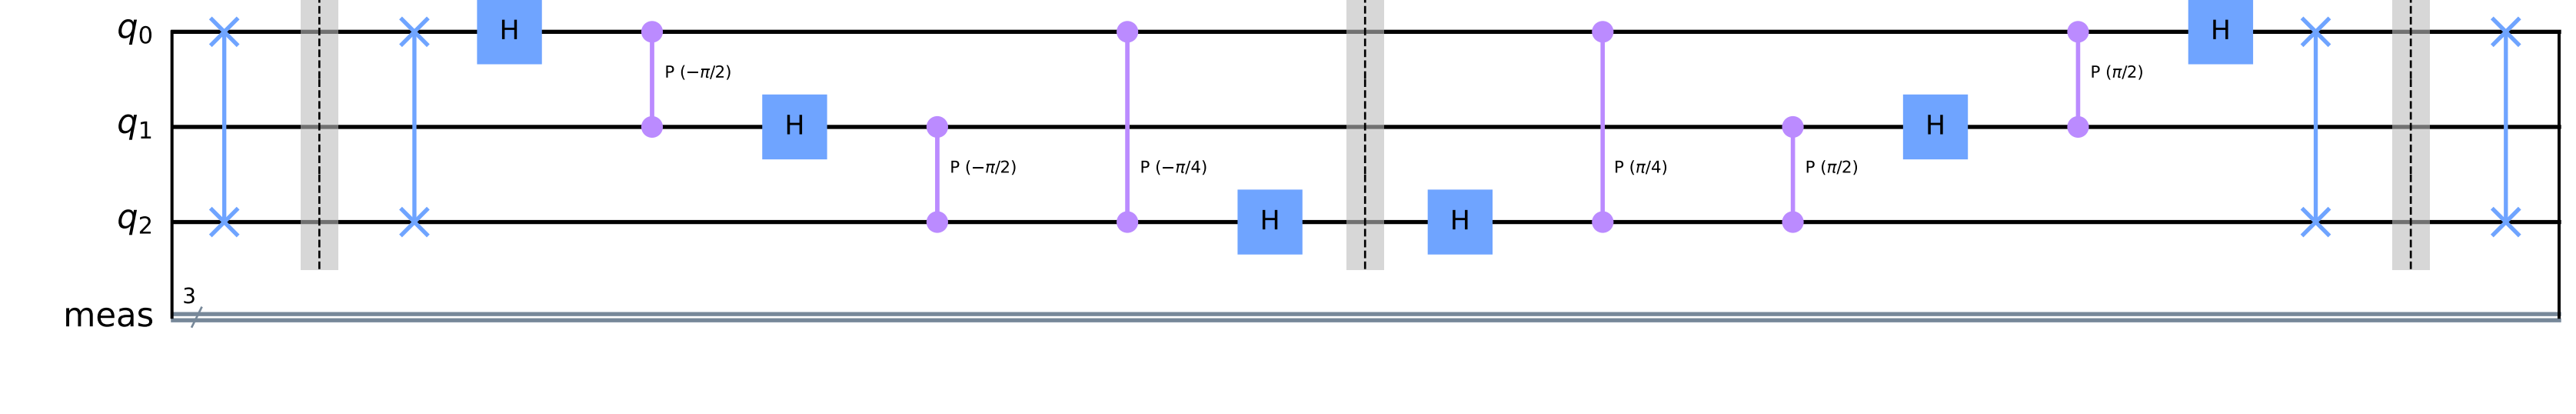 q0 H P (−π/2) P (−π/4) P (π/4) P (π/2) H
q1 H P (−π/2) P (π/2) H
q2 H H
3
meas